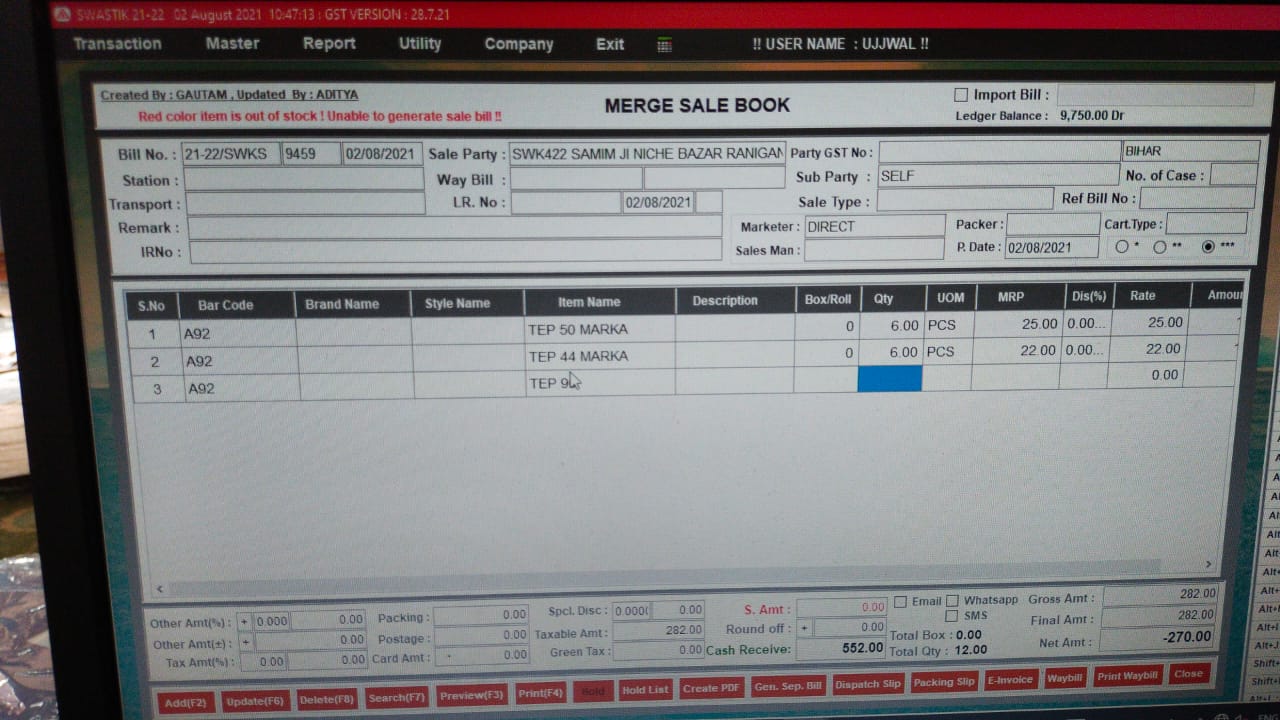 SWASTIK 21-22 02 August 2021 10:47:13 : GST VERSION : 28.7.21
Transaction Master Report Utility Company Exit !! USER NAME : UJJWAL !!
Created By : GAUTAM , Updated By : ADITYA
Red color item is out of stock ! Unable to generate sale bill !!
MERGE SALE BOOK
Import Bill :
Ledger Balance : 9,750.00 Dr
Bill No. : 21-22/SWKS 9459 02/08/2021 Sale Party : SWK422 SAMIM JI NICHE BAZAR RANIGAN Party GST No : BIHAR
Station : Way Bill : Sub Party : SELF No. of Case :
Transport : LR. No : 02/08/2021 Sale Type : Ref Bill No :
Remark : Marketer : DIRECT Packer : Cart.Type :
IRNo : Sales Man : P. Date : 02/08/2021 * ** ***
S.No Bar Code Brand Name Style Name Item Name Description Box/Roll Qty UOM MRP Dis(%) Rate Amou
1 A92 TEP 50 MARKA 0 6.00 PCS 25.00 0.00... 25.00
2 A92 TEP 44 MARKA 0 6.00 PCS 22.00 0.00... 22.00
3 A92 TEP 0.00
Other Amt(%) : + 0.000 0.00 Packing : 0.00 Spcl. Disc : 0.000 0.00 S. Amt : 0.00 Email Whatsapp Gross Amt : 282.00
Other Amt(±) : + 0.00 Postage : 0.00 Taxable Amt : 282.00 Round off : + 0.00 SMS Final Amt : 282.00
Tax Amt(%) : 0.00 0.00 Card Amt : - 0.00 Green Tax : 0.00 Cash Receive: 552.00 Total Box : 0.00 Net Amt : -270.00
Total Qty : 12.00
Add(F2) Update(F6) Delete(F8) Search(F7) Preview(F3) Print(F4) Hold Hold List Create PDF Gen. Sep. Bill Dispatch Slip Packing Slip E-Invoice Waybill Print Waybill Close